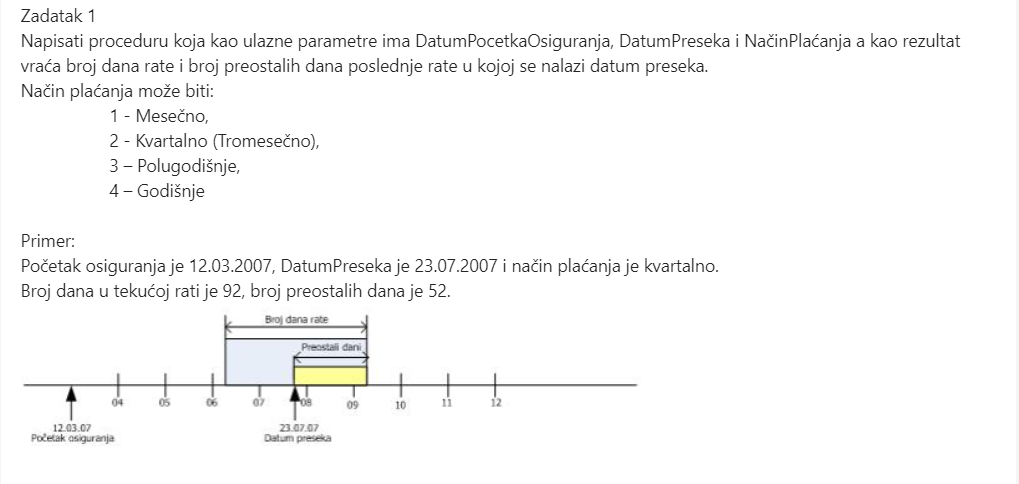 Zadatak 1
Napisati proceduru koja kao ulazne parametre ima DatumPocetkaOsiguranja, DatumPreseka i NačinPlaćanja a kao rezultat
vraća broj dana rate i broj preostalih dana poslednje rate u kojoj se nalazi datum preseka.
Način plaćanja može biti:
1 - Mesečno,
2 - Kvartalno (Tromesečno),
3 – Polugodišnje,
4 – Godišnje
Primer:
Početak osiguranja je 12.03.2007, DatumPreseka je 23.07.2007 i način plaćanja je kvartalno.
Broj dana u tekućoj rati je 92, broj preostalih dana je 52.
Broj dana rate
Preostali dani
04 05 06 07 08 09 10 11 12
12.03.07 23.07.07
Početak osiguranja Datum preseka